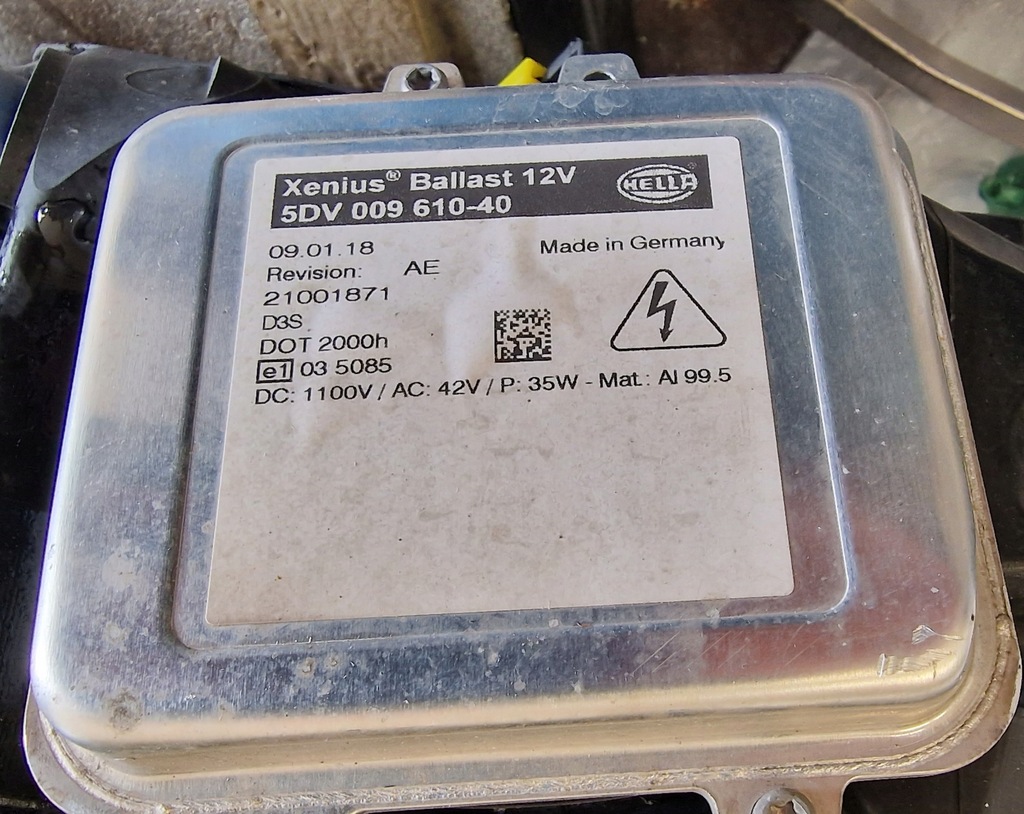 Xenius® Ballast 12V
5DV 009 610-40
HELLA
09.01.18
Made in Germany
Revision: AE
21001871
D3S
DOT 2000h
e1 03 5085
DC: 1100V / AC: 42V / P: 35W - Mat.: Al 99.5